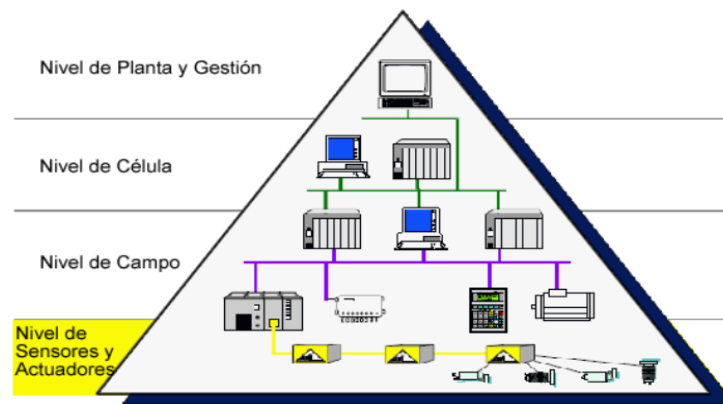 Nivel de Planta y Gestión
Nivel de Célula
Nivel de Campo
Nivel de
Sensores y
Actuadores